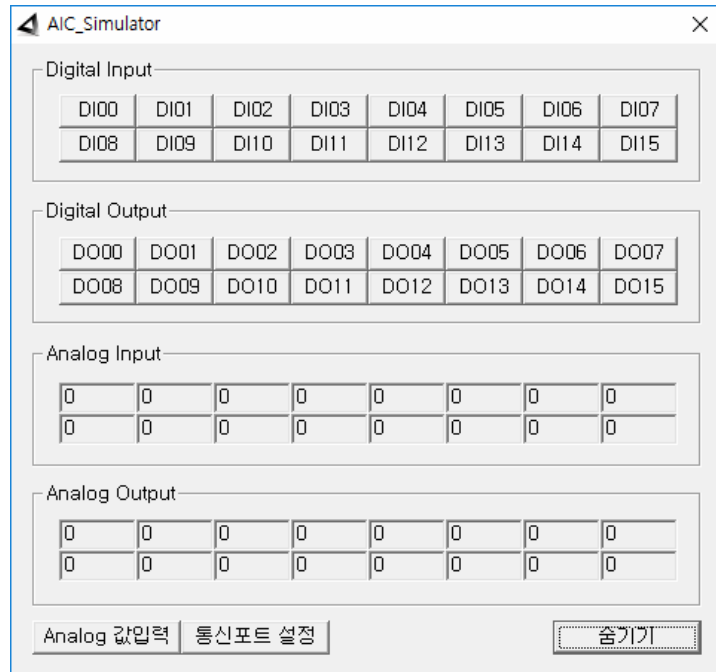 AIC_Simulator
Digital Input
DI00 DI01 DI02 DI03 DI04 DI05 DI06 DI07
DI08 DI09 DI10 DI11 DI12 DI13 DI14 DI15
Digital Output
DO00 DO01 DO02 DO03 DO04 DO05 DO06 DO07
DO08 DO09 DO10 DO11 DO12 DO13 DO14 DO15
Analog Input
0 0 0 0 0 0 0 0
0 0 0 0 0 0 0 0
Analog Output
0 0 0 0 0 0 0 0
0 0 0 0 0 0 0 0
Analog 값입력 통신포트 설정 숨기기